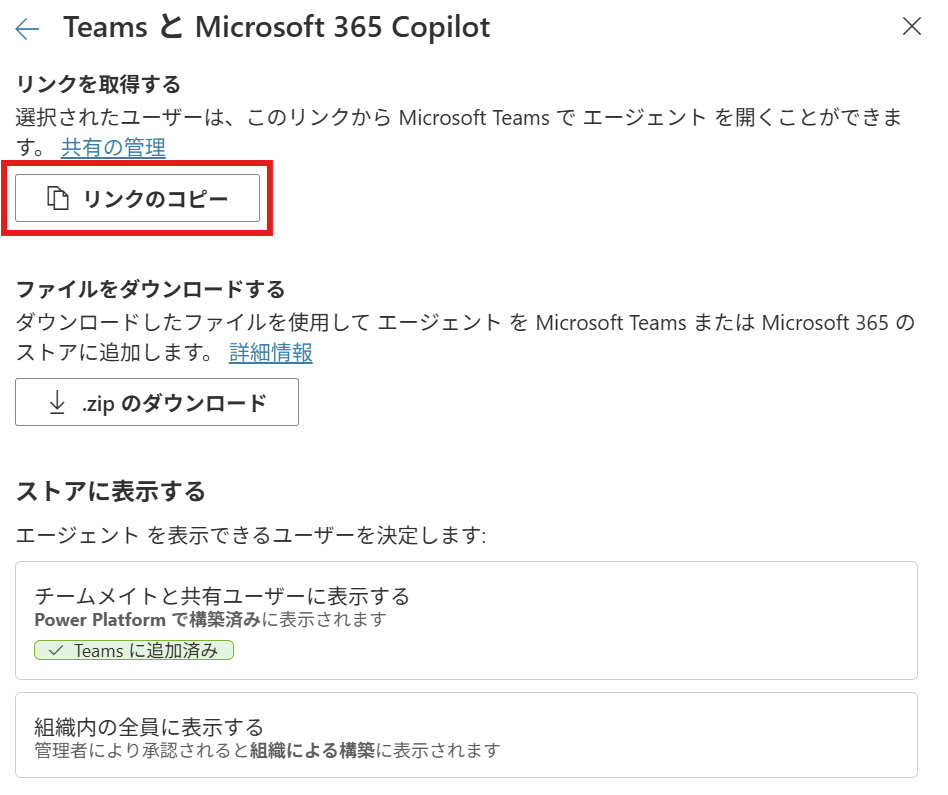 Teams と Microsoft 365 Copilot
リンクを取得する
選択されたユーザーは、このリンクから Microsoft Teams で エージェント を開くことができま
す。 共有の管理
リンクのコピー
ファイルをダウンロードする
ダウンロードしたファイルを使用して エージェント を Microsoft Teams または Microsoft 365 の
ストアに追加します。 詳細情報
.zip のダウンロード
ストアに表示する
エージェント を表示できるユーザーを決定します:
チームメイトと共有ユーザーに表示する
Power Platform で構築済みに表示されます
Teams に追加済み
組織内の全員に表示する
管理者により承認されると組織による構築に表示されます